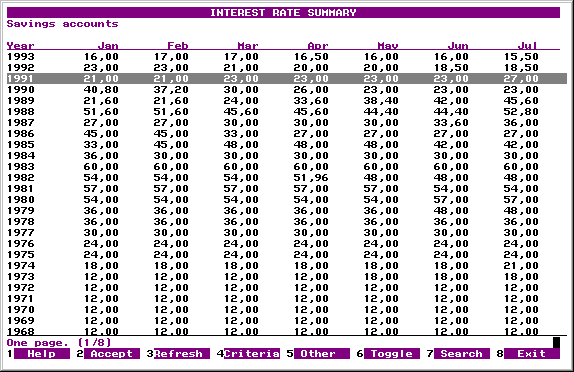 INTEREST RATE SUMMARY
Savings accounts
Year Jan Feb Mar Apr May Jun Jul
1993 16,00 17,00 17,00 16,50 16,00 16,00 15,50
1992 23,00 23,00 21,00 20,00 20,00 18,50 18,50
1991 21,00 21,00 23,00 23,00 23,00 23,00 27,00
1990 40,80 37,20 30,00 26,00 23,00 23,00 23,00
1989 21,60 21,60 24,00 33,60 38,40 42,00 45,60
1988 51,60 51,60 45,60 45,60 44,40 44,40 52,80
1987 27,00 27,00 30,00 30,00 30,00 33,60 36,00
1986 45,00 45,00 33,00 27,00 27,00 27,00 27,00
1985 33,00 45,00 48,00 48,00 48,00 42,00 42,00
1984 36,00 30,00 30,00 30,00 30,00 30,00 30,00
1983 60,00 60,00 60,00 60,00 60,00 60,00 60,00
1982 54,00 54,00 54,00 51,96 48,00 48,00 48,00
1981 57,00 57,00 57,00 57,00 54,00 54,00 54,00
1980 54,00 54,00 54,00 54,00 54,00 57,00 57,00
1979 36,00 36,00 36,00 36,00 36,00 48,00 48,00
1978 36,00 36,00 36,00 36,00 36,00 36,00 36,00
1977 30,00 30,00 30,00 30,00 30,00 30,00 30,00
1976 24,00 24,00 24,00 24,00 24,00 24,00 24,00
1975 24,00 24,00 24,00 24,00 24,00 24,00 24,00
1974 18,00 18,00 18,00 18,00 18,00 18,00 21,00
1973 12,00 12,00 12,00 12,00 18,00 18,00 18,00
1972 12,00 12,00 12,00 12,00 12,00 12,00 12,00
1971 12,00 12,00 12,00 12,00 12,00 12,00 12,00
1970 12,00 12,00 12,00 12,00 12,00 12,00 12,00
1969 12,00 12,00 12,00 12,00 12,00 12,00 12,00
1968 12,00 12,00 12,00 12,00 12,00 12,00 12,00
One page. (1/8)
1 Help 2 Accept 3Refresh 4Criteria 5 Other 6 Toggle 7 Search 8 Exit